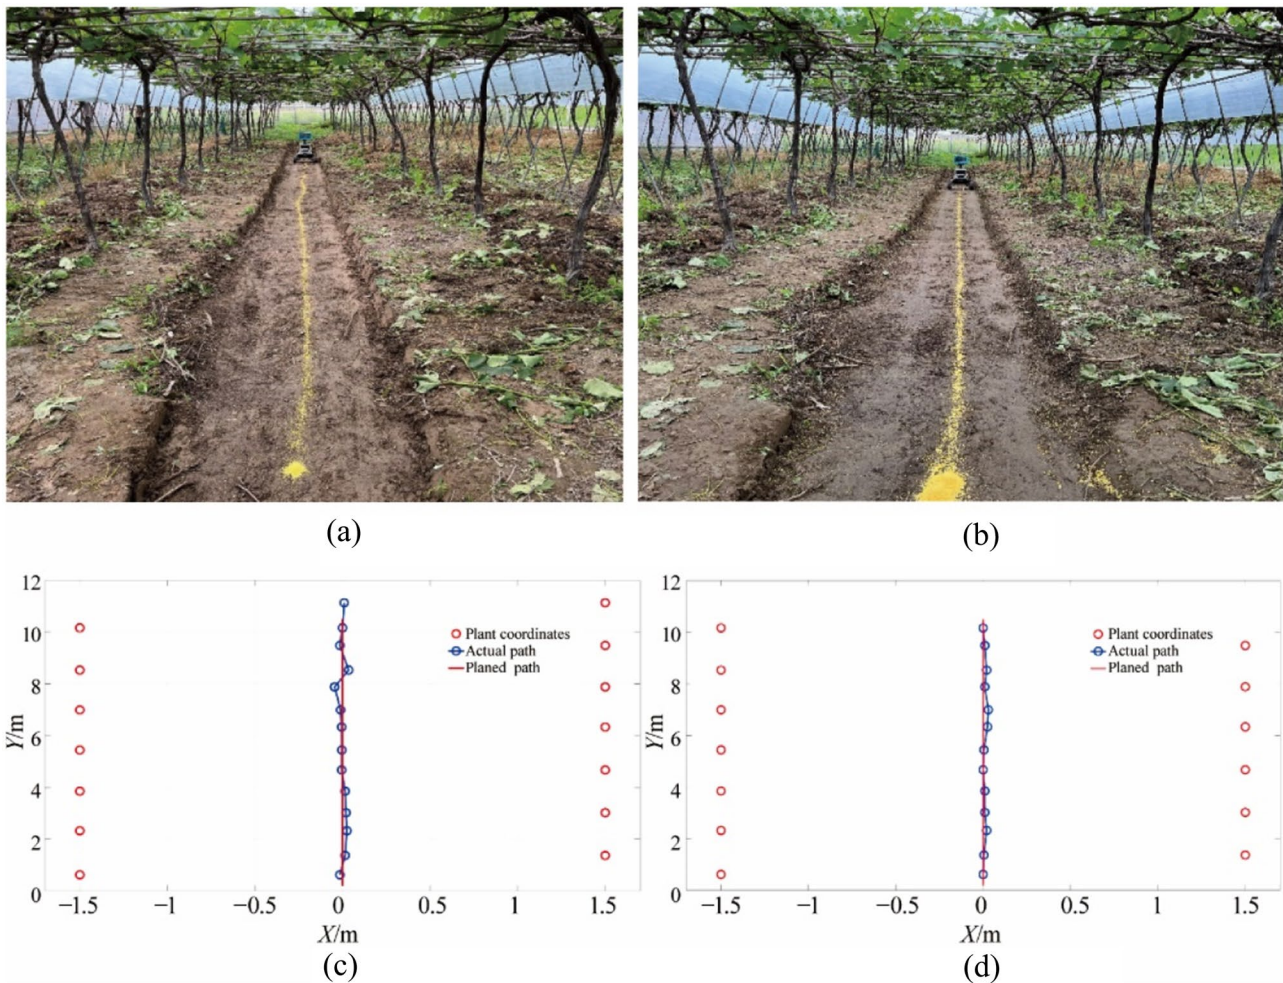 (a)
(b)
12
10
8
6
4
2
0
Y/m
−1.5
−1
−0.5
0
0.5
1
1.5
X/m
Plant coordinates
Actual path
Planed path
(c)
12
10
8
6
4
2
0
Y/m
−1.5
−1
−0.5
0
0.5
1
1.5
X/m
Plant coordinates
Actual path
Planed path
(d)